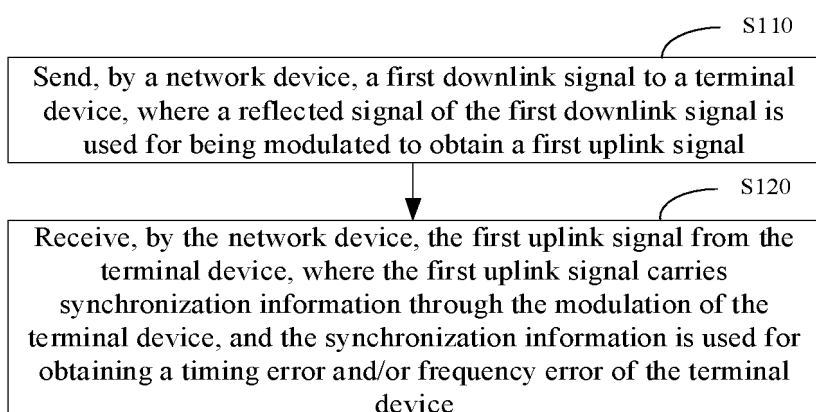 S110
Send, by a network device, a first downlink signal to a terminal
device, where a reflected signal of the first downlink signal is
used for being modulated to obtain a first uplink signal
S120
Receive, by the network device, the first uplink signal from the
terminal device, where the first uplink signal carries
synchronization information through the modulation of the
terminal device, and the synchronization information is used for
obtaining a timing error and/or frequency error of the terminal
device